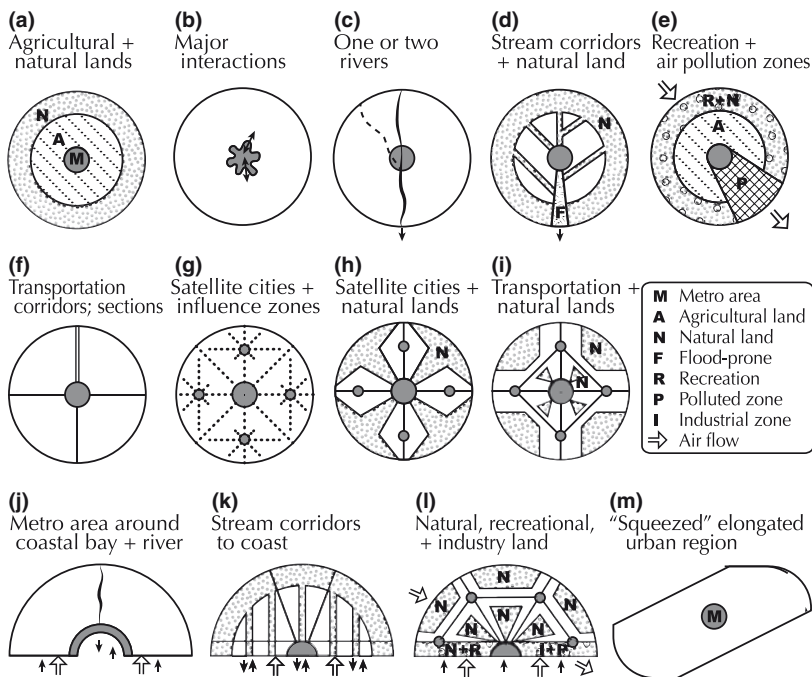 (a)
Agricultural +
natural lands
N
A
M
(b)
Major
interactions
(c)
One or two
rivers
(d)
Stream corridors
+ natural land
N
F
(e)
Recreation +
air pollution zones
R+N
A
P
(f)
Transportation
corridors; sections
(g)
Satellite cities +
influence zones
(h)
Satellite cities +
natural lands
N
(i)
Transportation +
natural lands
N
N
M Metro area
A Agricultural land
N Natural land
F Flood-prone
R Recreation
P Polluted zone
I Industrial zone
Air flow
(j)
Metro area around
coastal bay + river
(k)
Stream corridors
to coast
(l)
Natural, recreational,
+ industry land
N
N
N
N
N
N
N+R
I+P
(m)
"Squeezed" elongated
urban region
M